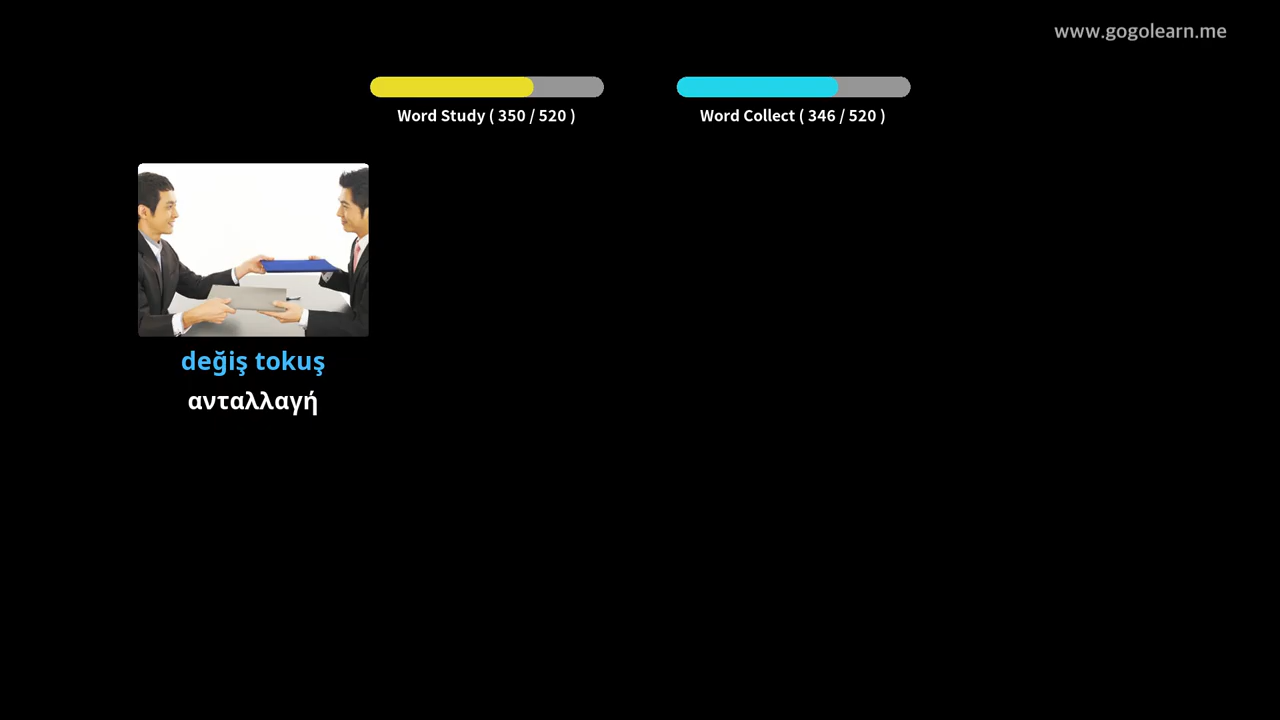 www.gogolearn.me
Word Study ( 350 / 520 )
Word Collect ( 346 / 520 )
değiş tokuş
ανταλλαγή